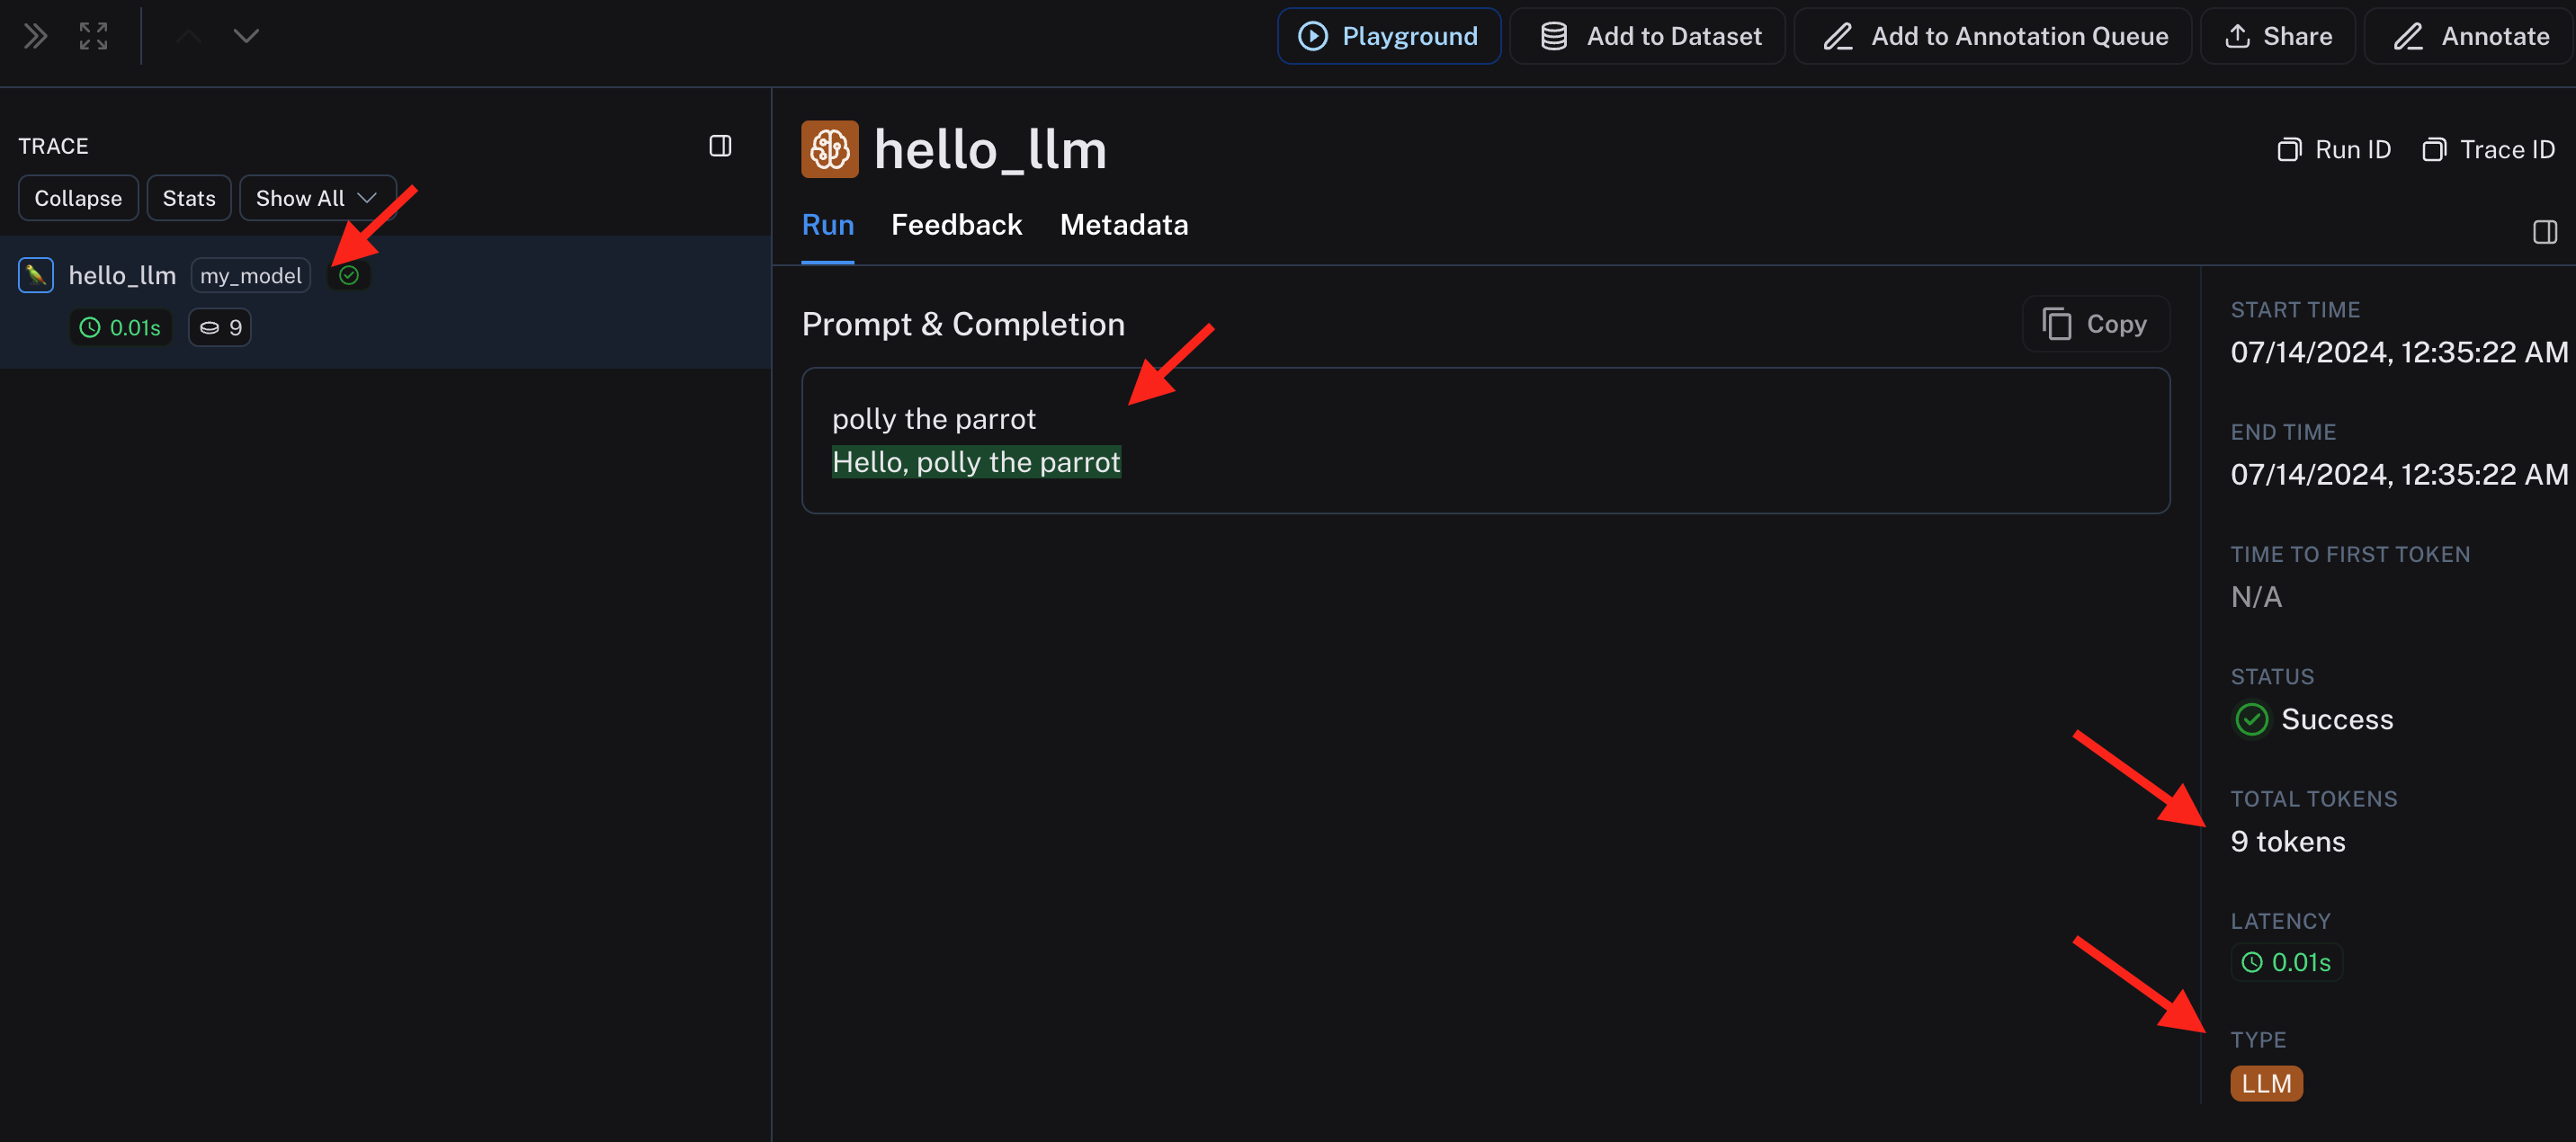 Playground
Add to Dataset
Add to Annotation Queue
Share
Annotate
TRACE
Collapse
Stats
Show All
hello_llm
my_model
0.01s
9
hello_llm
Run ID
Trace ID
Run
Feedback
Metadata
Prompt & Completion
Copy
polly the parrot
Hello, polly the parrot
START TIME
07/14/2024, 12:35:22 AM
END TIME
07/14/2024, 12:35:22 AM
TIME TO FIRST TOKEN
N/A
STATUS
Success
TOTAL TOKENS
9 tokens
LATENCY
0.01s
TYPE
LLM